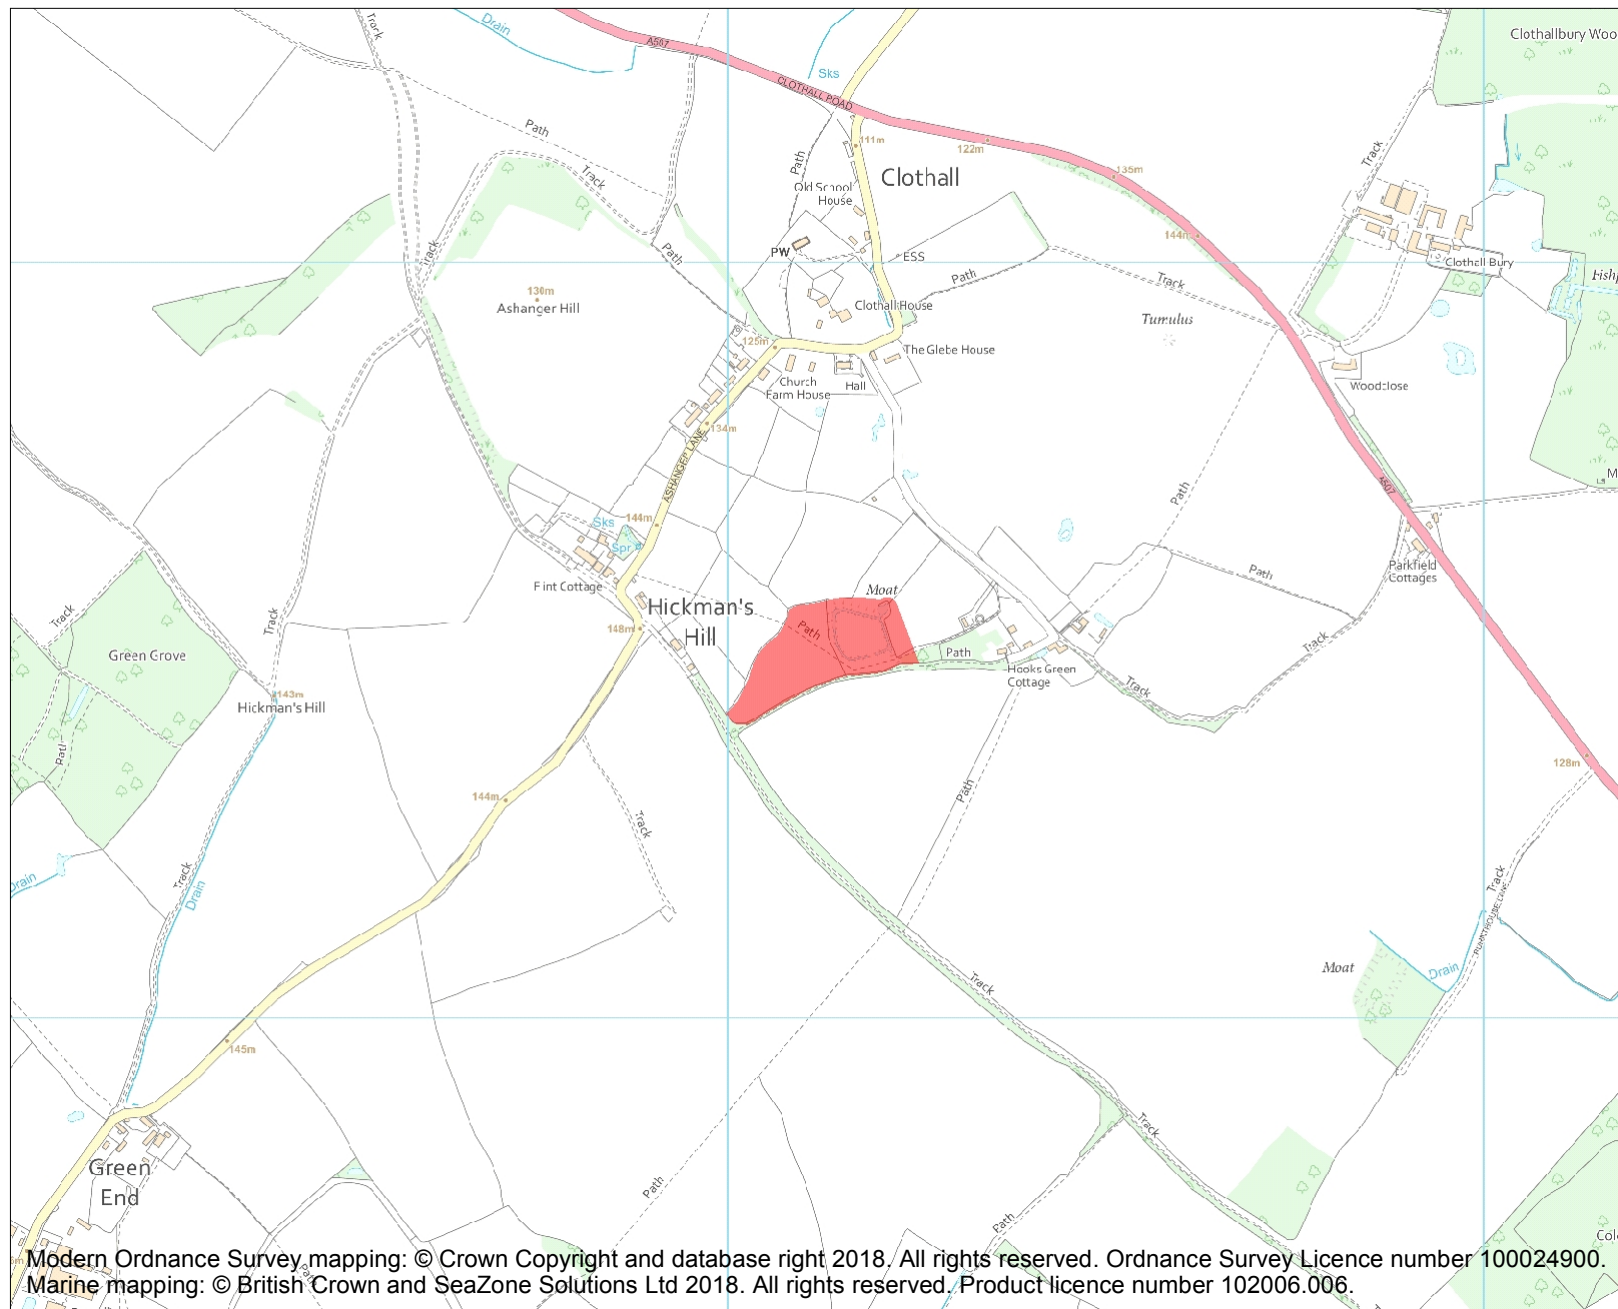 Drain
Track
A507
Clothallbury Woo
Sks
CLOTHALL ROAD
Path
111m
122m
Path
Track
135m
Clothall
Track
Old School
House
144m
PW
Path
Track
ESS
Path
Track
Clothall Bury
Fishp
130m
Ashanger Hill
Clothall House
Tumulus
125m
The Glebe House
Church
Farm House
Hall
Woodclose
134m
ASHANGER LANE
M
A507
Path
144m
Sks
Spr
Flint Cottage
Parkfield
Cottages
Path
Moat
Hickman's
Hill
Track
Track
148m
Path
Path
Track
Green Grove
Hooks Green
Cottage
Track
143m
Hickman's Hill
Path
128m
144m
Path
Track
Track
Drain
Drain
Track
Moat
Drain
Track
145m
Track
Green
End
Path
Path
Path
Modern Ordnance Survey mapping: © Crown Copyright and database right 2018. All rights reserved. Ordnance Survey Licence number 100024900.
Marine mapping: © British Crown and SeaZone Solutions Ltd 2018. All rights reserved. Product licence number 102006.006.